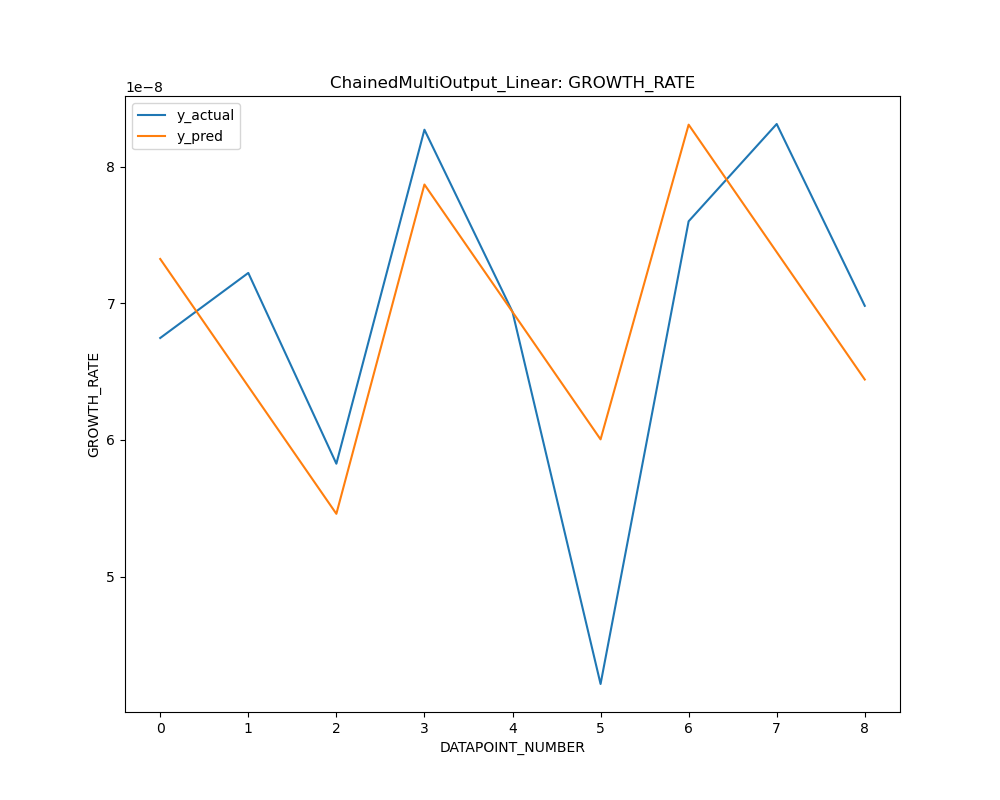 ChainedMultiOutput_Linear: GROWTH_RATE
1e−8
y_actual
y_pred
8
7
6
5
GROWTH_RATE
0 1 2 3 4 5 6 7 8
DATAPOINT_NUMBER